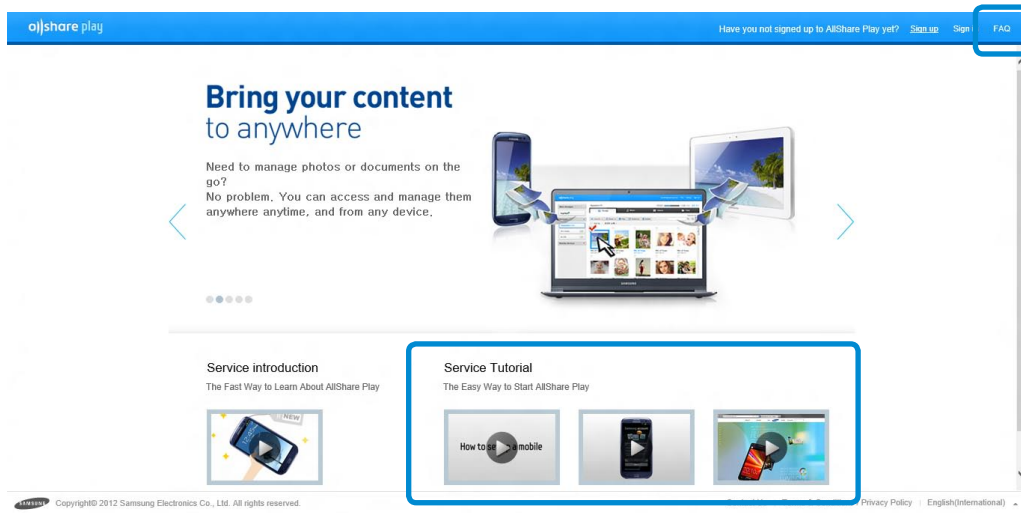 allshare play
Have you not signed up to AllShare Play yet? Sign up Sign FAQ
Bring your content
to anywhere
Need to manage photos or documents on the
go?
No problem. You can access and manage them
anywhere anytime, and from any device.
SAMSUNG
Service introduction
The Fast Way to Learn About AllShare Play
Service Tutorial
The Easy Way to Start AllShare Play
NEW
How to a mobile
SAMSUNG Copyright© 2012 Samsung Electronics Co., Ltd. All rights reserved.
Privacy Policy | English(International)